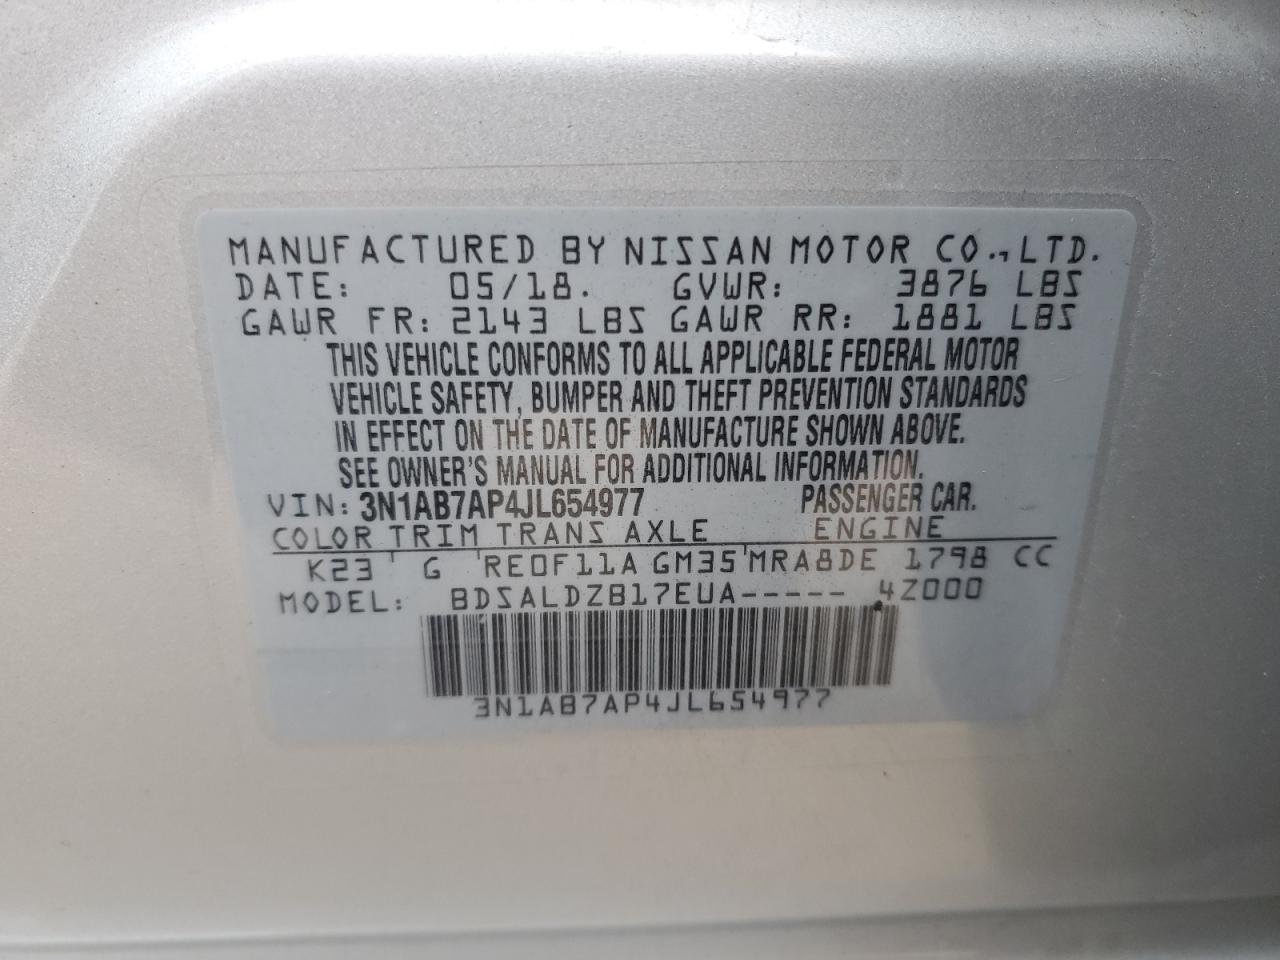 MANUFACTURED BY NISSAN MOTOR CO., LTD.
DATE: 05/18. GVWR: 3876 LBS
GAWR FR: 2143 LBS GAWR RR: 1881 LBS
THIS VEHICLE CONFORMS TO ALL APPLICABLE FEDERAL MOTOR
VEHICLE SAFETY, BUMPER AND THEFT PREVENTION STANDARDS
IN EFFECT ON THE DATE OF MANUFACTURE SHOWN ABOVE.
SEE OWNER'S MANUAL FOR ADDITIONAL INFORMATION.
VIN: 3N1AB7AP4JL654977 PASSENGER CAR.
COLOR TRIM TRANS AXLE ENGINE
K23 G RE0F11A GM35 MRA8DE 1798 CC
MODEL: BDSALDZB17EUA----- 4Z000
3N1AB7AP4JL654977